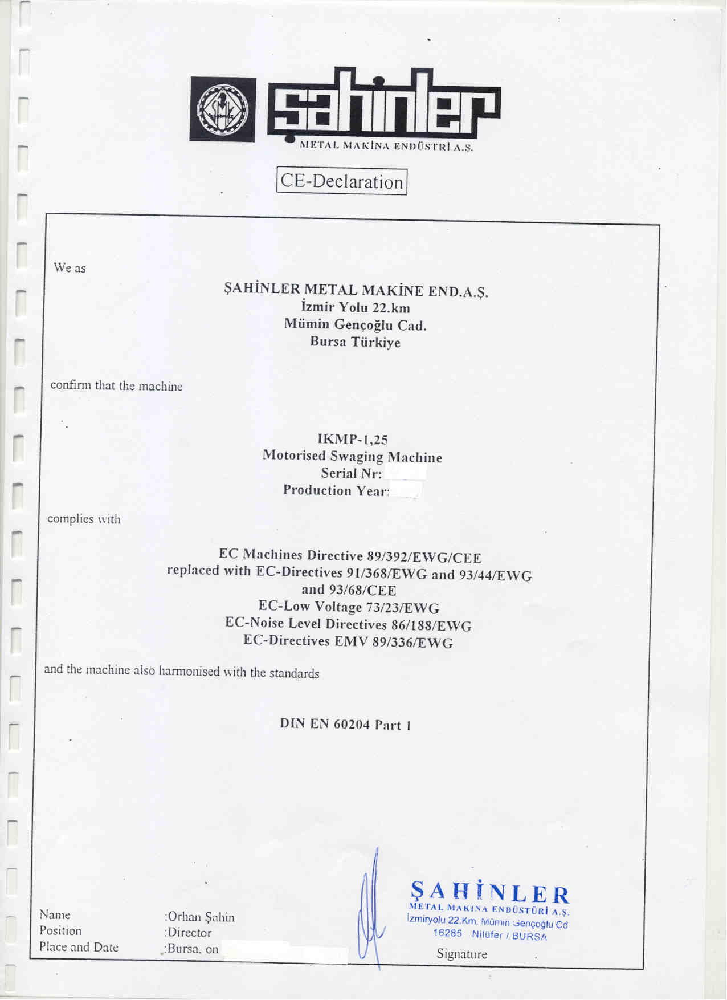 SMK
şahinler
METAL MAKİNA ENDÜSTRİ A.Ş.
CE-Declaration
We as
ŞAHİNLER METAL MAKİNE END.A.Ş.
İzmir Yolu 22.km
Mümin Gençoğlu Cad.
Bursa Türkiye
confirm that the machine
IKMP-1,25
Motorised Swaging Machine
Serial Nr:
Production Year:
complies with
EC Machines Directive 89/392/EWG/CEE
replaced with EC-Directives 91/368/EWG and 93/44/EWG
and 93/68/CEE
EC-Low Voltage 73/23/EWG
EC-Noise Level Directives 86/188/EWG
EC-Directives EMV 89/336/EWG
and the machine also harmonised with the standards
DIN EN 60204 Part 1
ŞAHİNLER
METAL MAKINA ENDÜSTÜRİ A.Ş.
İzmiryolu 22.Km. Mümin Gençoğlu Cd
16285 Nilüfer / BURSA
Signature
Name :Orhan Şahin
Position :Director
Place and Date :Bursa, on